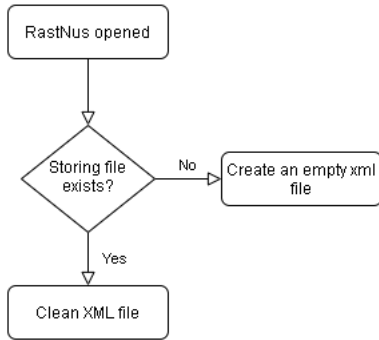 RastNus opened
Storing file
exists?
No
Create an empty xml
file
Yes
Clean XML file